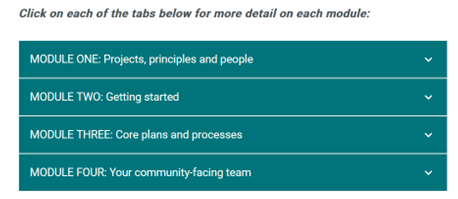 Click on each of the tabs below for more detail on each module:
MODULE ONE: Projects, principles and people
MODULE TWO: Getting started
MODULE THREE: Core plans and processes
MODULE FOUR: Your community-facing team